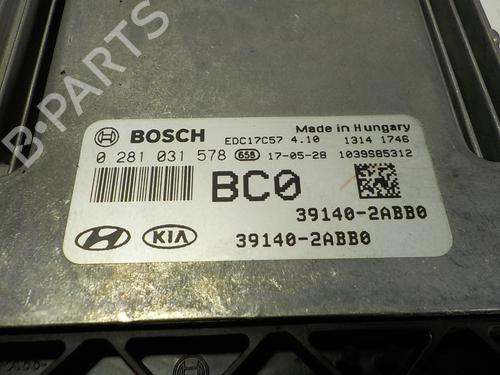 BOSCH EDC17C57 4.10 Made in Hungary 1314 1746
0 281 031 578 658 17-05-28 1039S85312
BC0
39140-2ABB0
HYUNDAI KIA 39140-2ABB0
B-PARTS